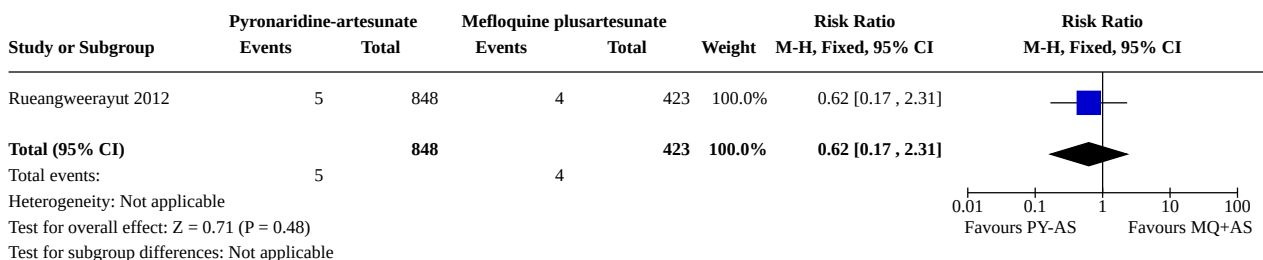 Pyronaridine-artesunate Mefloquine plusartesunate Risk Ratio Risk Ratio
Study or Subgroup Events Total Events Total Weight M-H, Fixed, 95% CI M-H, Fixed, 95% CI
Rueangweerayut 2012 5 848 4 423 100.0% 0.62 [0.17 , 2.31]
Total (95% CI) 848 423 100.0% 0.62 [0.17 , 2.31]
Total events: 5 4
Heterogeneity: Not applicable
0.01 0.1 1 10 100
Test for overall effect: Z = 0.71 (P = 0.48) Favours PY-AS Favours MQ+AS
Test for subgroup differences: Not applicable